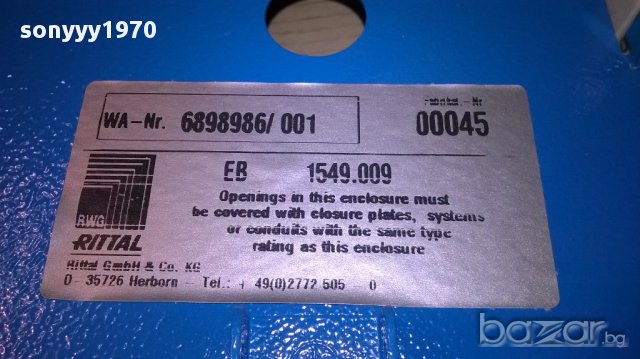 sonyyy1970
WA-Nr. 6898986/ 001
Fabrikat.-Nr
00045
EB 1549.009
Openings in this enclosure must
be covered with closure plates, systems
or conduits with the same type
rating as this enclosure
RWG
RITTAL
Rittal GmbH & Co. KG
D- 35726 Herborn - Tel.: + 49(0)2772 505 0
bazar.bg